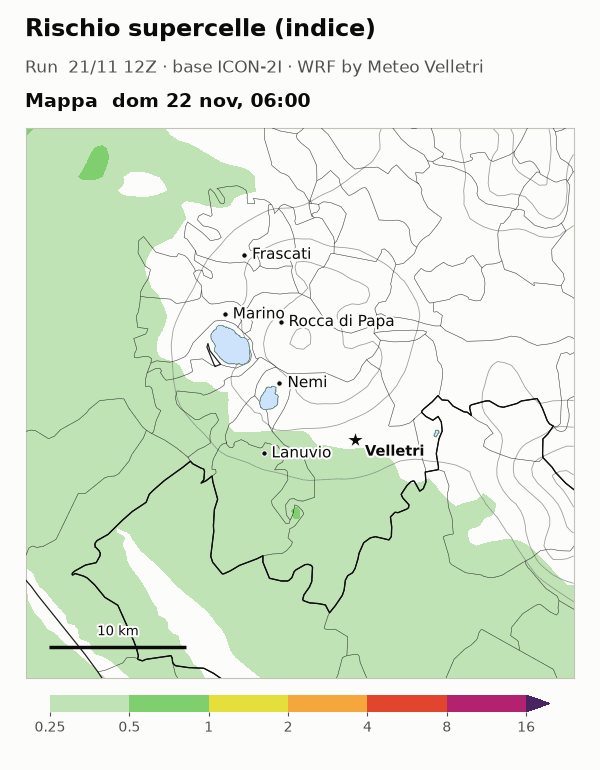 Rischio supercelle (indice)
Run  21/11 12Z · base ICON-2I · WRF by Meteo Velletri
Mappa  dom 22 nov, 06:00
Frascati
Marino
Rocca di Papa
Nemi
Velletri
Lanuvio
10 km
0.25 0.5 1 2 4 8 16